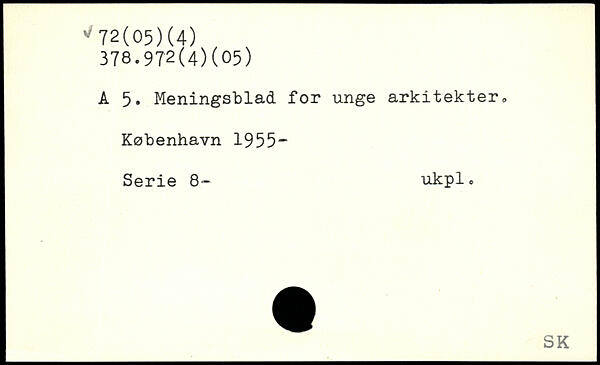 72(05)(4)
378.972(4)(05)
A 5. Meningsblad for unge arkitekter.
København 1955-
Serie 8- ukpl.
SK